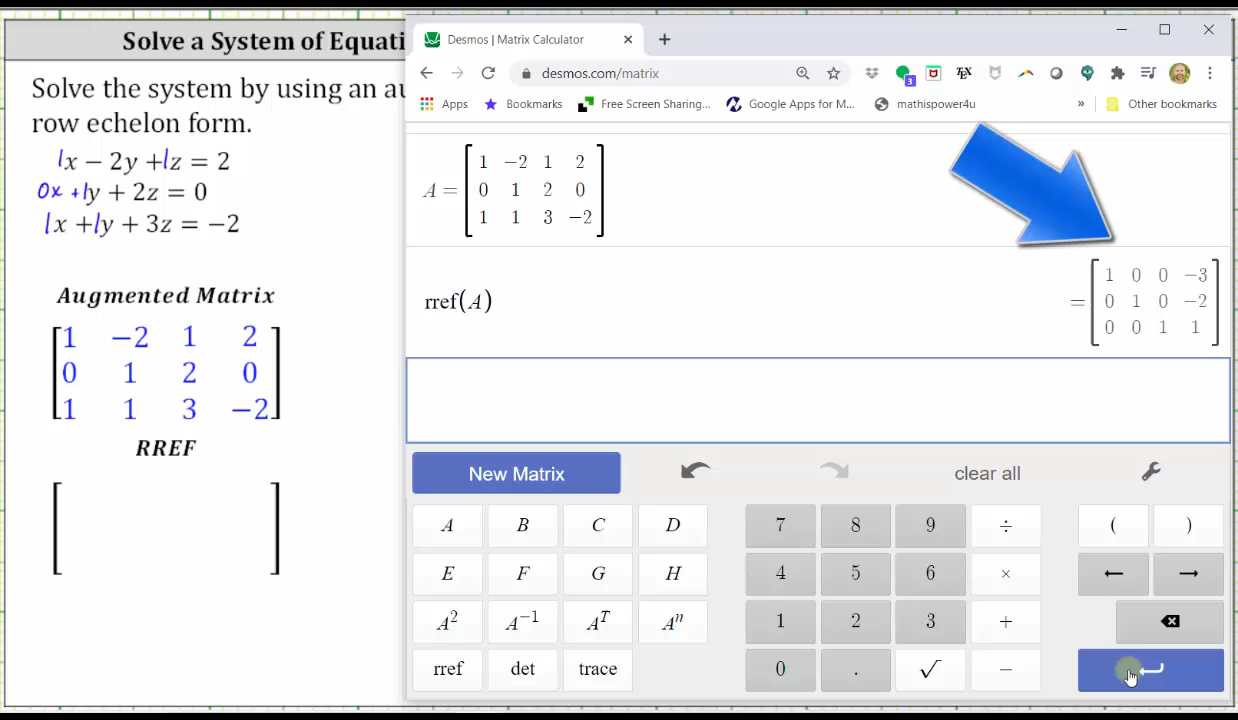 Solve a System of Equati
Solve the system by using an au
row echelon form.
1x − 2y +1z = 2
0x +1y + 2z = 0
1x +1y + 3z = −2
Augmented Matrix
1 −2 1 2
0 1 2 0
1 1 3 −2
RREF
Desmos | Matrix Calculator
desmos.com/matrix
3
TEX
Apps
Bookmarks
Free Screen Sharing...
Google Apps for M...
mathispower4u
»
Other bookmarks
A =
1 −2 1 2
0 1 2 0
1 1 3 −2
rref(A)
=
1 0 0 −3
0 1 0 −2
0 0 1 1
New Matrix
clear all
A B C D 7 8 9 ÷ ( )
E F G H 4 5 6 × ← →
A² A⁻¹ Aᵀ Aⁿ 1 2 3 +
rref det trace 0 . √ −